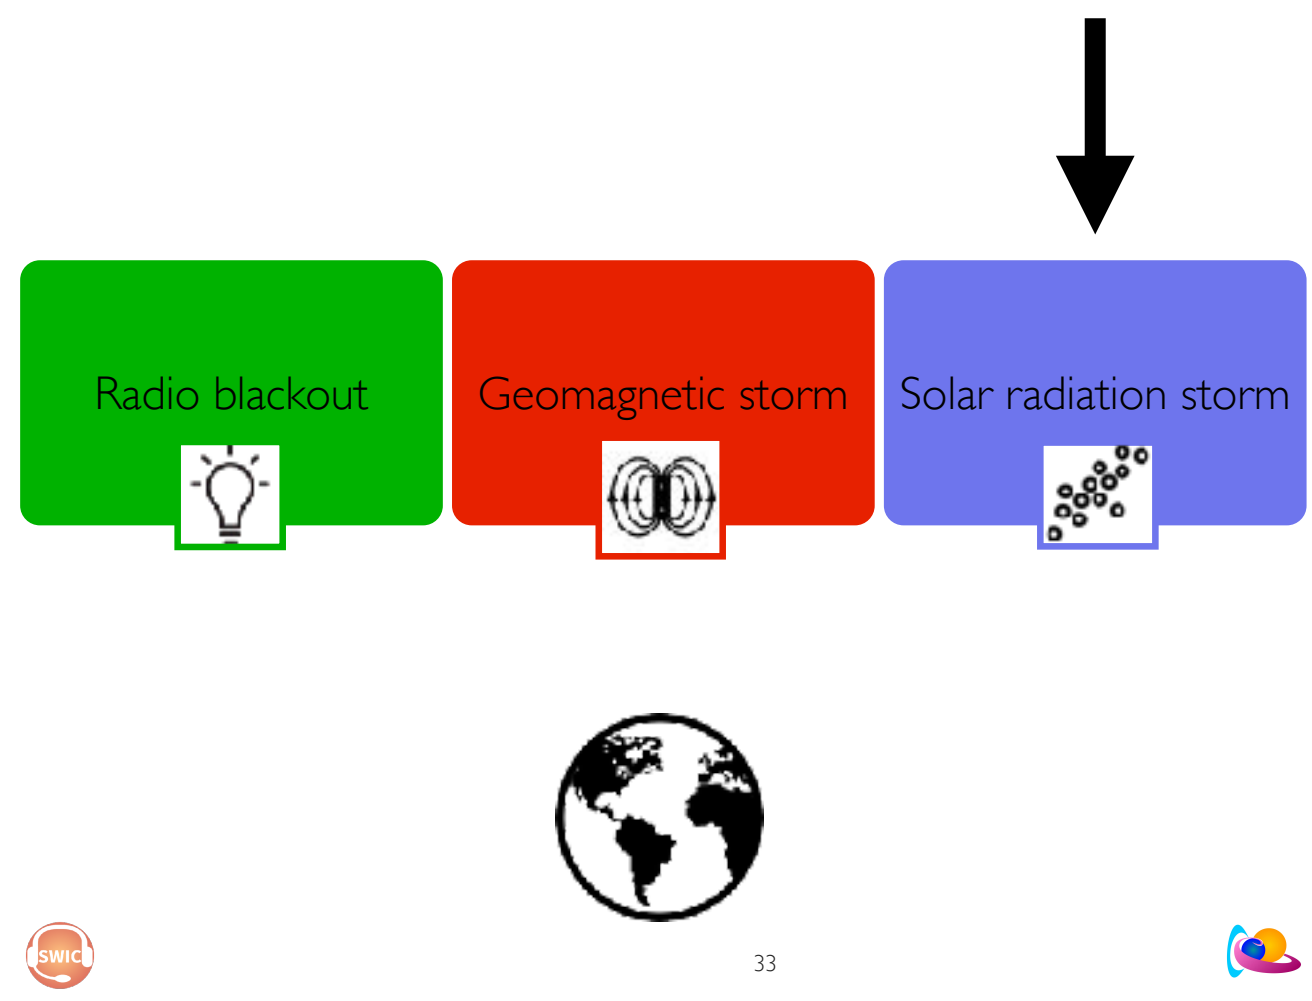 Radio blackout
Geomagnetic storm
Solar radiation storm
SWIC
33